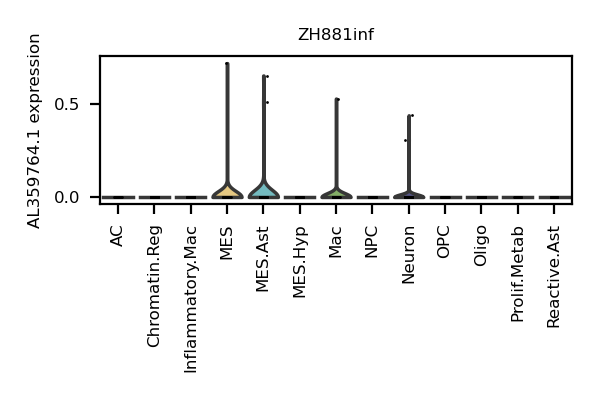 ZH881inf
AL359764.1 expression
0.5
0.0
AC
Chromatin.Reg
Inflammatory.Mac
MES
MES.Ast
MES.Hyp
Mac
NPC
Neuron
OPC
Oligo
Prolif.Metab
Reactive.Ast